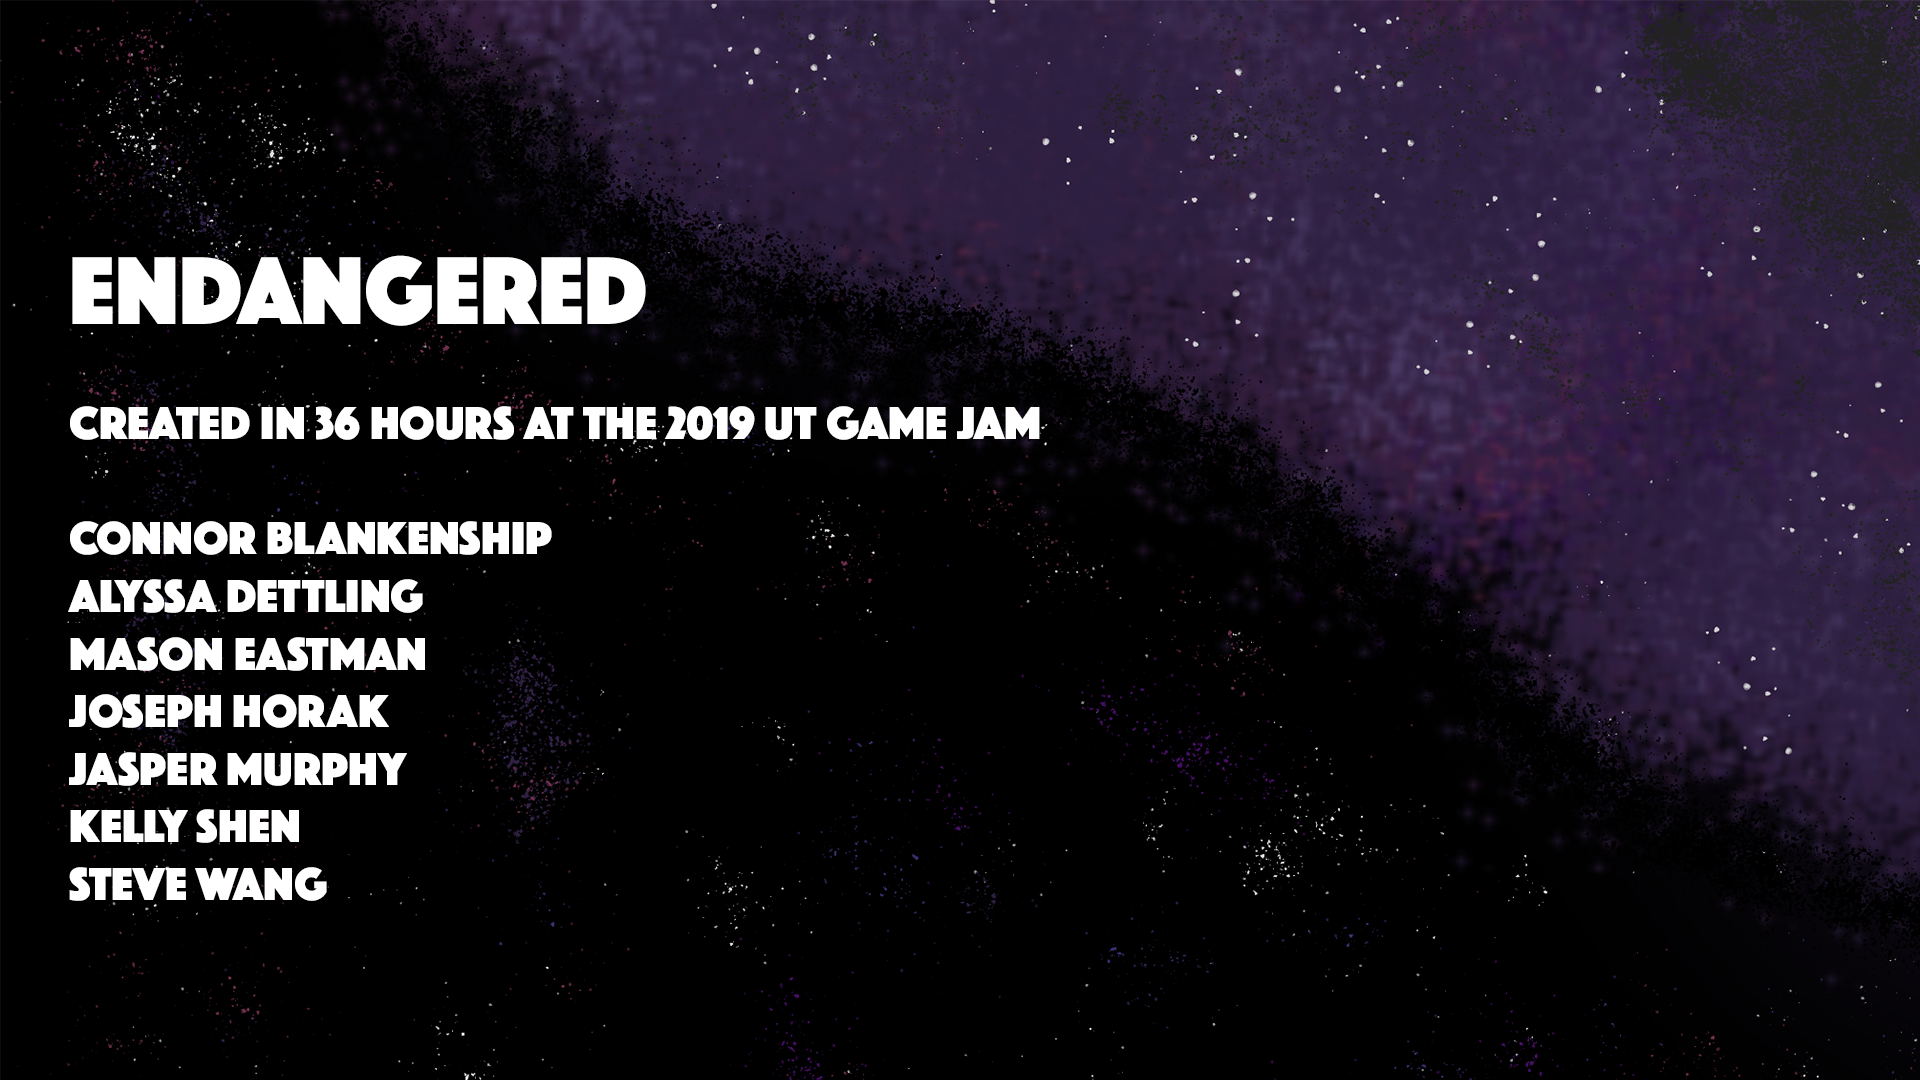 ENDANGERED
CREATED IN 36 HOURS AT THE 2019 UT GAME JAM
CONNOR BLANKENSHIP
ALYSSA DETTLING
MASON EASTMAN
JOSEPH HORAK
JASPER MURPHY
KELLY SHEN
STEVE WANG